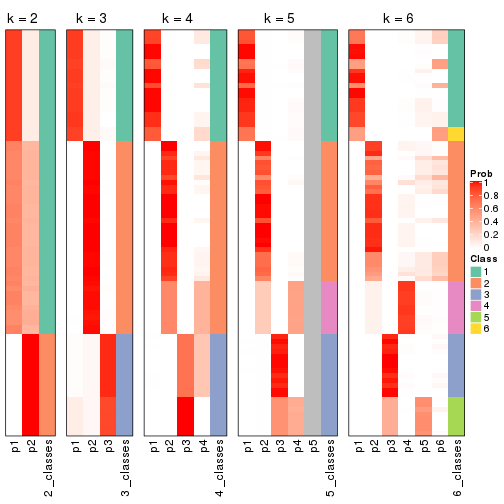 k = 2
k = 3
k = 4
k = 5
k = 6
Prob
1
0.8
0.6
0.4
0.2
0
Class
1
2
3
4
5
6
p1
p2
2_classes
p1
p2
p3
3_classes
p1
p2
p3
p4
4_classes
p1
p2
p3
p4
p5
5_classes
p1
p2
p3
p4
p5
p6
6_classes